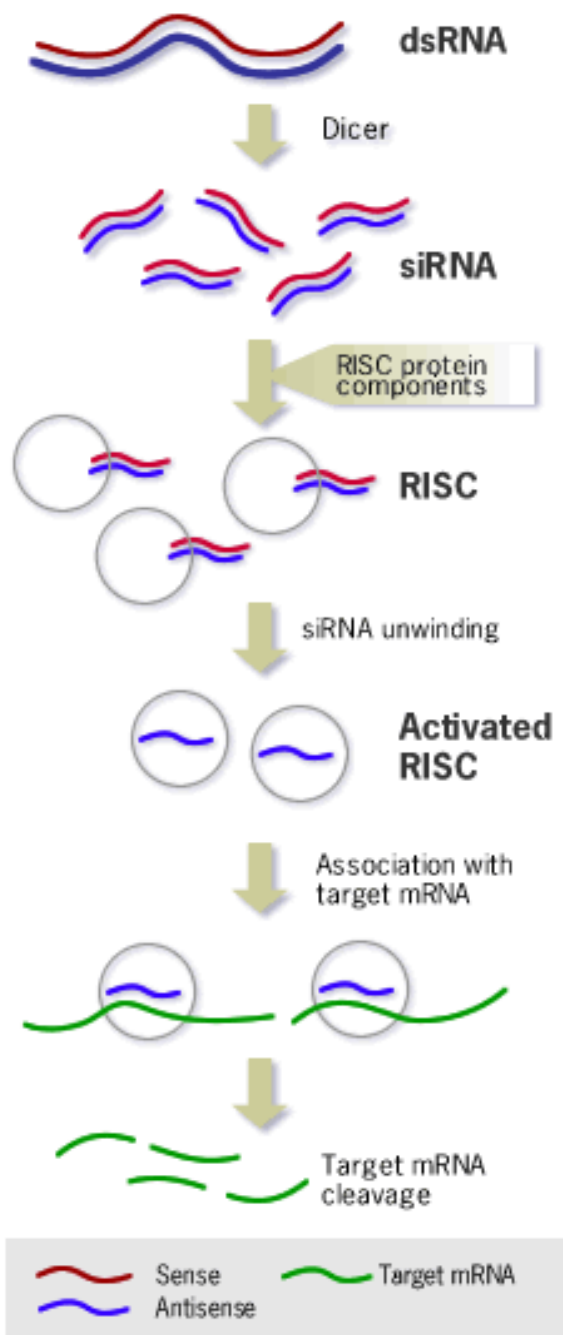 dsRNA
Dicer
siRNA
RISC protein
components
RISC
siRNA unwinding
Activated
RISC
Association with
target mRNA
Target mRNA
cleavage
Sense
Target mRNA
Antisense